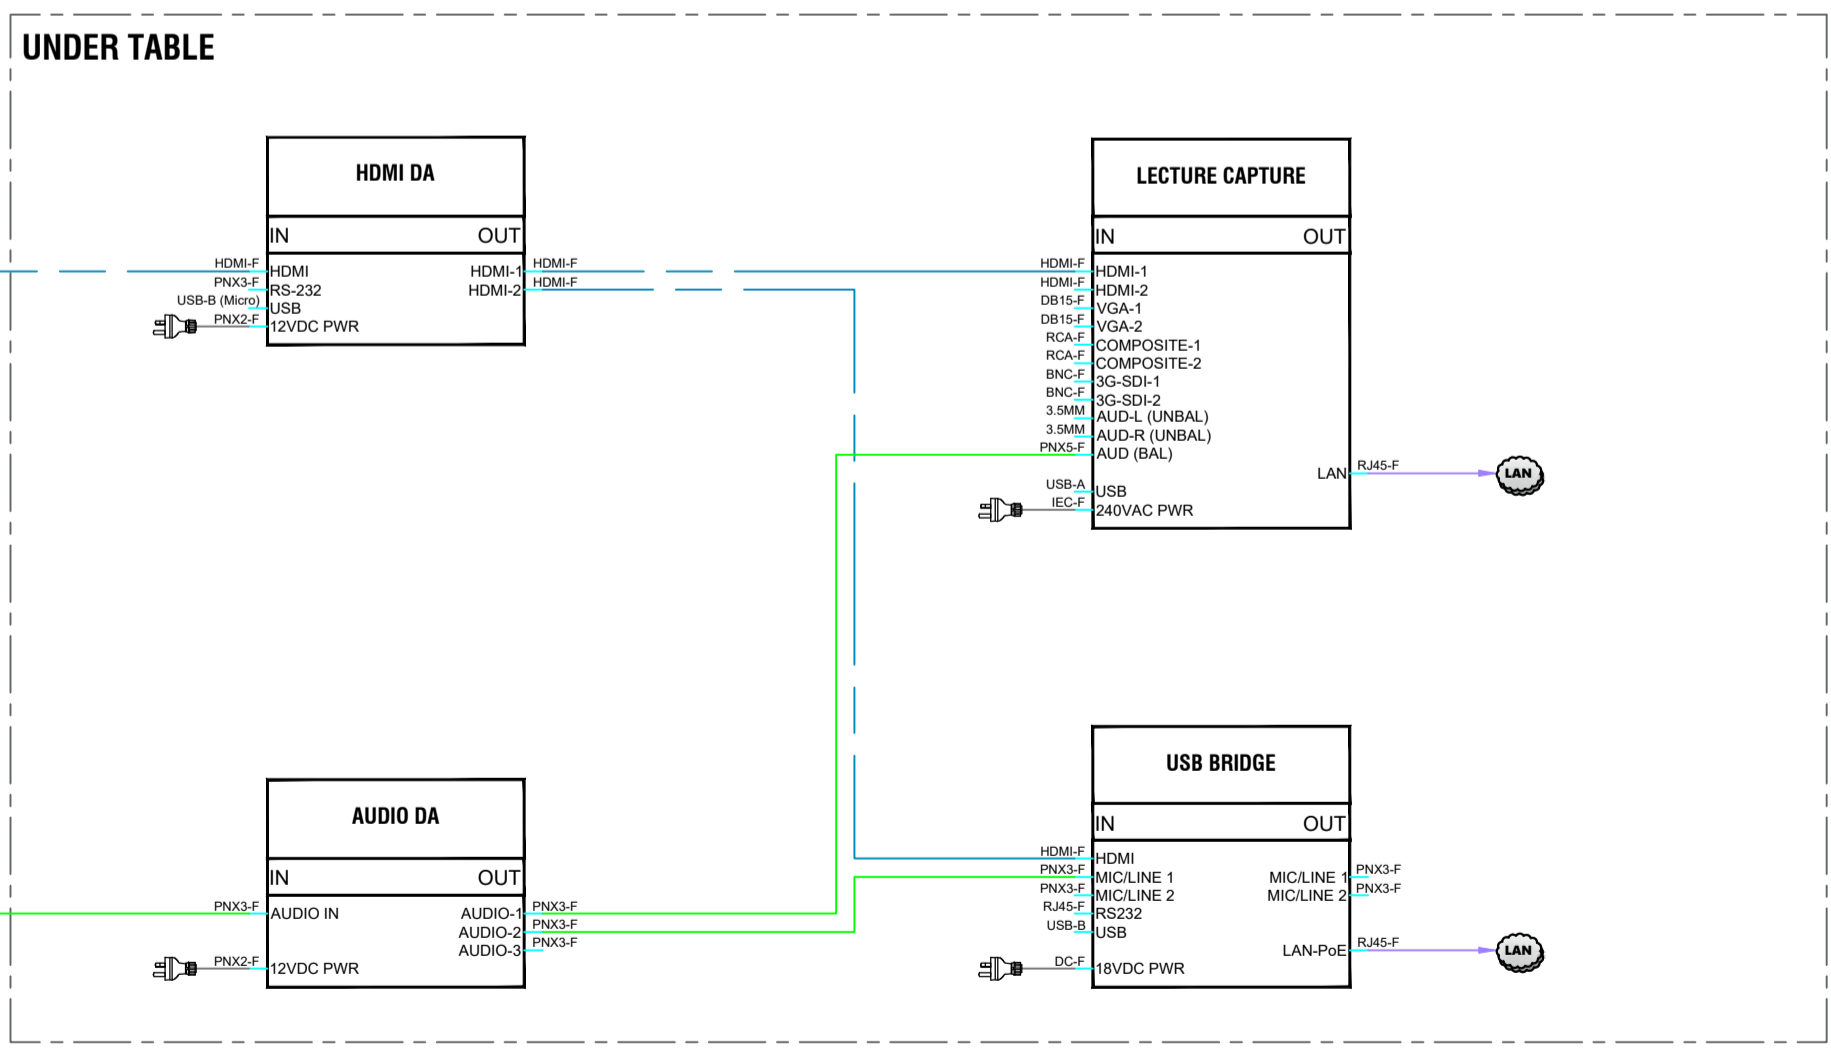 UNDER TABLE
HDMI DA
IN OUT
HDMI-F HDMI HDMI-1 HDMI-F
PNX3-F RS-232 HDMI-2 HDMI-F
USB-B (Micro) USB
PNX2-F 12VDC PWR
LECTURE CAPTURE
IN OUT
HDMI-F HDMI-1
HDMI-F HDMI-2
DB15-F VGA-1
DB15-F VGA-2
RCA-F COMPOSITE-1
RCA-F COMPOSITE-2
BNC-F 3G-SDI-1
BNC-F 3G-SDI-2
3.5MM AUD-L (UNBAL)
3.5MM AUD-R (UNBAL)
PNX5-F AUD (BAL)
LAN RJ45-F LAN
USB-A USB
IEC-F 240VAC PWR
AUDIO DA
IN OUT
PNX3-F AUDIO IN AUDIO-1 PNX3-F
AUDIO-2 PNX3-F
AUDIO-3 PNX3-F
PNX2-F 12VDC PWR
USB BRIDGE
IN OUT
HDMI-F HDMI
PNX3-F MIC/LINE 1 MIC/LINE 1 PNX3-F
PNX3-F MIC/LINE 2 MIC/LINE 2 PNX3-F
RJ45-F RS232
USB-B USB
LAN-PoE RJ45-F LAN
DC-F 18VDC PWR